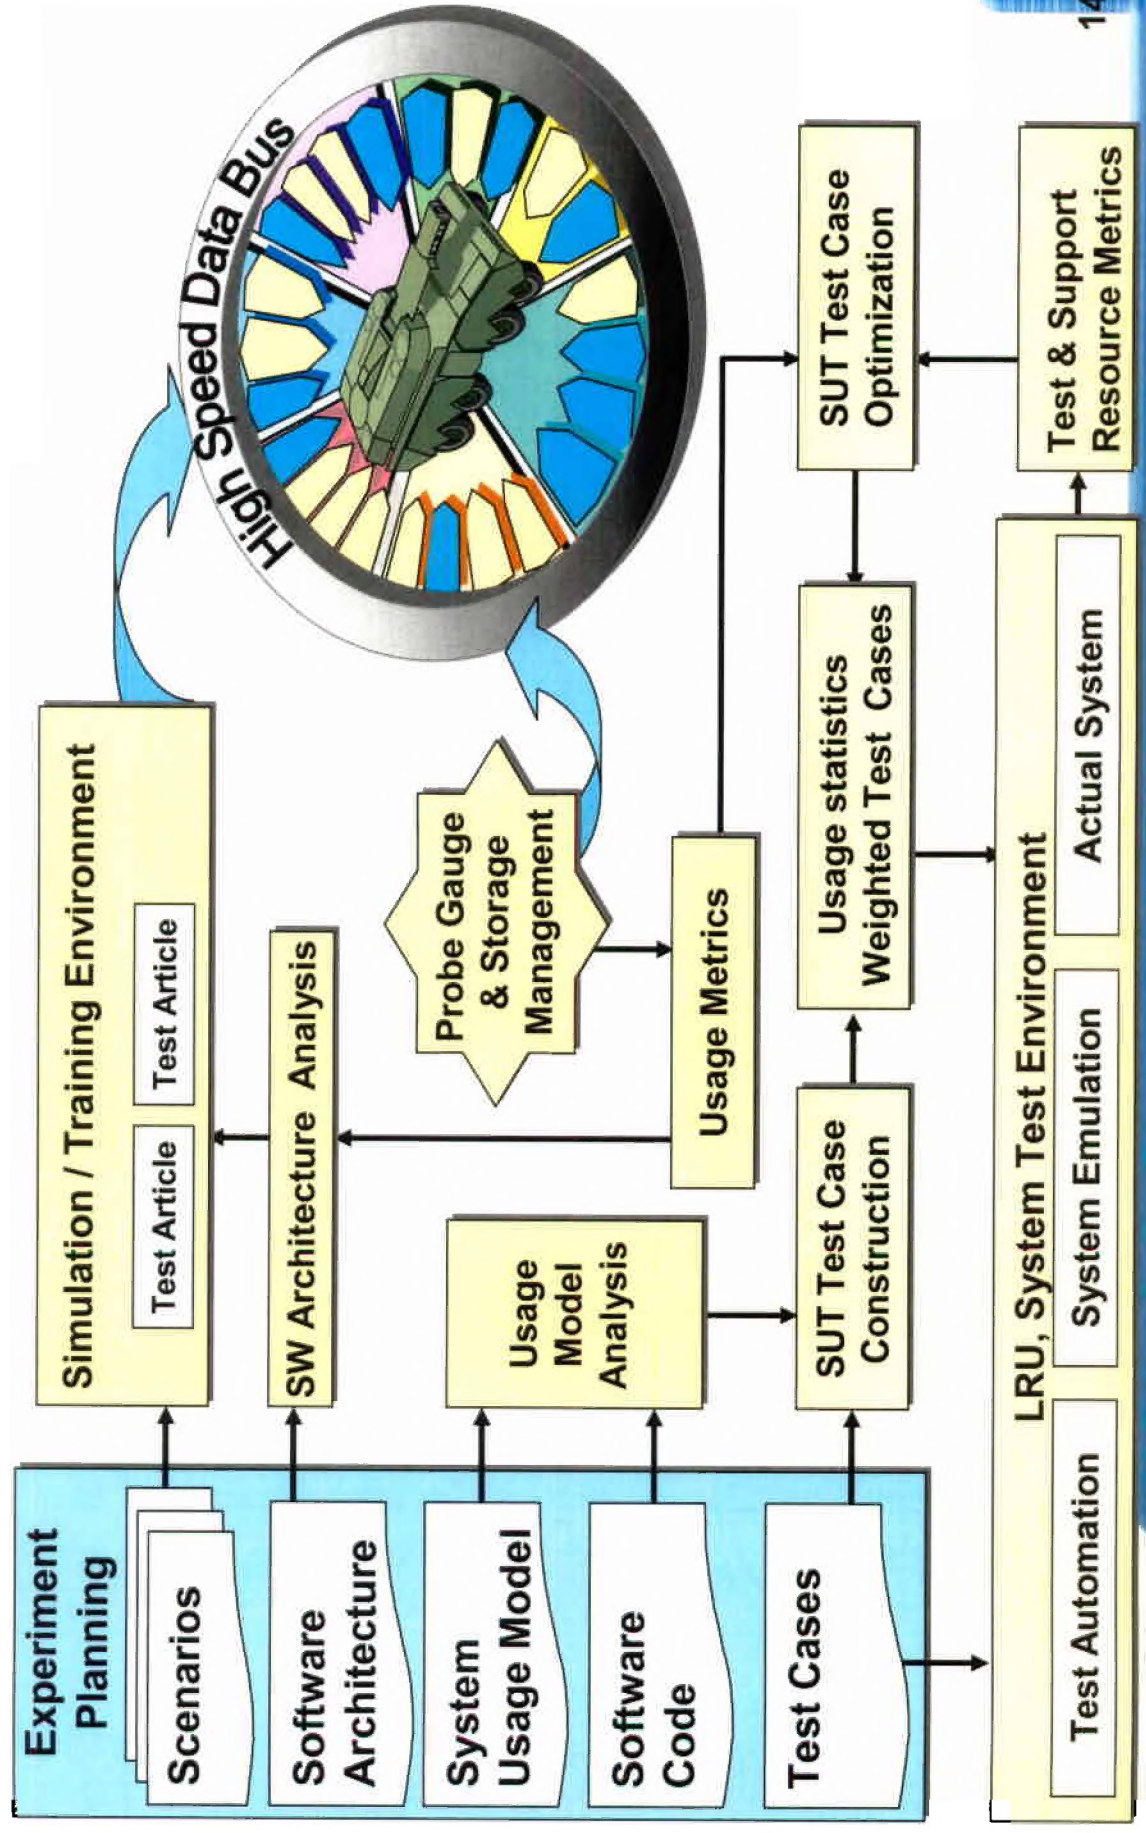 Experiment
Planning
Scenarios
Software
Architecture
System
Usage Model
Software
Code
Test Cases
Simulation / Training Environment
Test Article
Test Article
SW Architecture  Analysis
Usage
Model
Analysis
Probe Gauge
& Storage
Management
Usage Metrics
High Speed Data Bus
SUT Test Case
Construction
Usage statistics
Weighted Test  Cases
SUT Test Case
Optimization
LRU, System Test Environment
Test Automation
System Emulation
Actual System
Test & Support
Resource Metrics
14